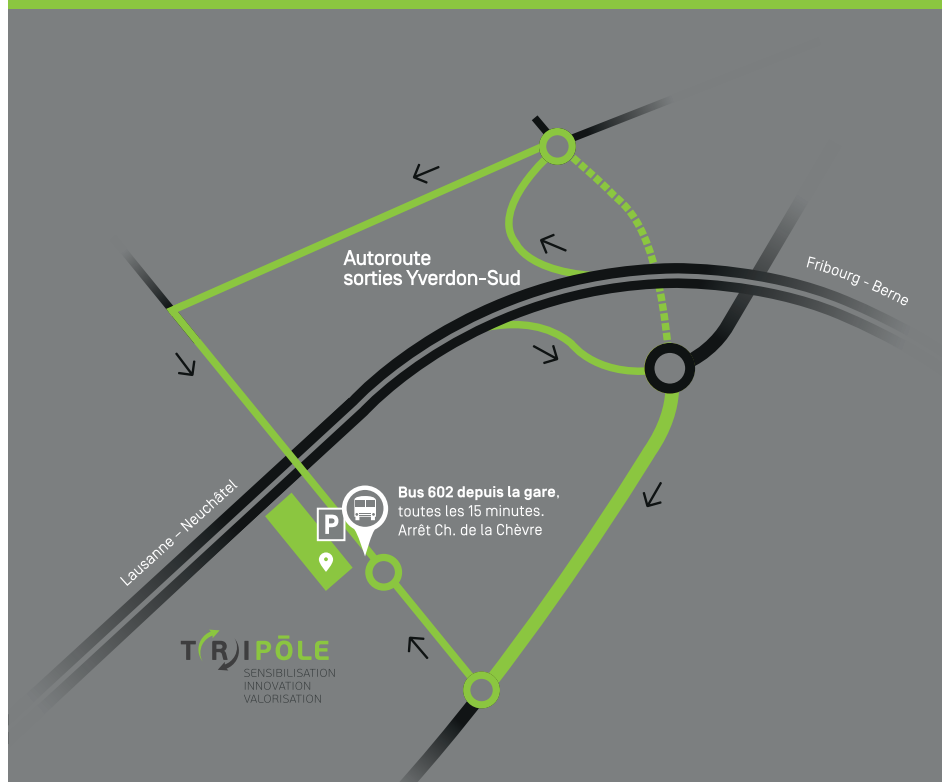 Autoroute
sorties Yverdon-Sud
Fribourg - Berne
Lausanne - Neuchâtel
P
Bus 602 depuis la gare,
toutes les 15 minutes.
Arrêt Ch. de la Chèvre
TRIPÔLE
SENSIBILISATION
INNOVATION
VALORISATION